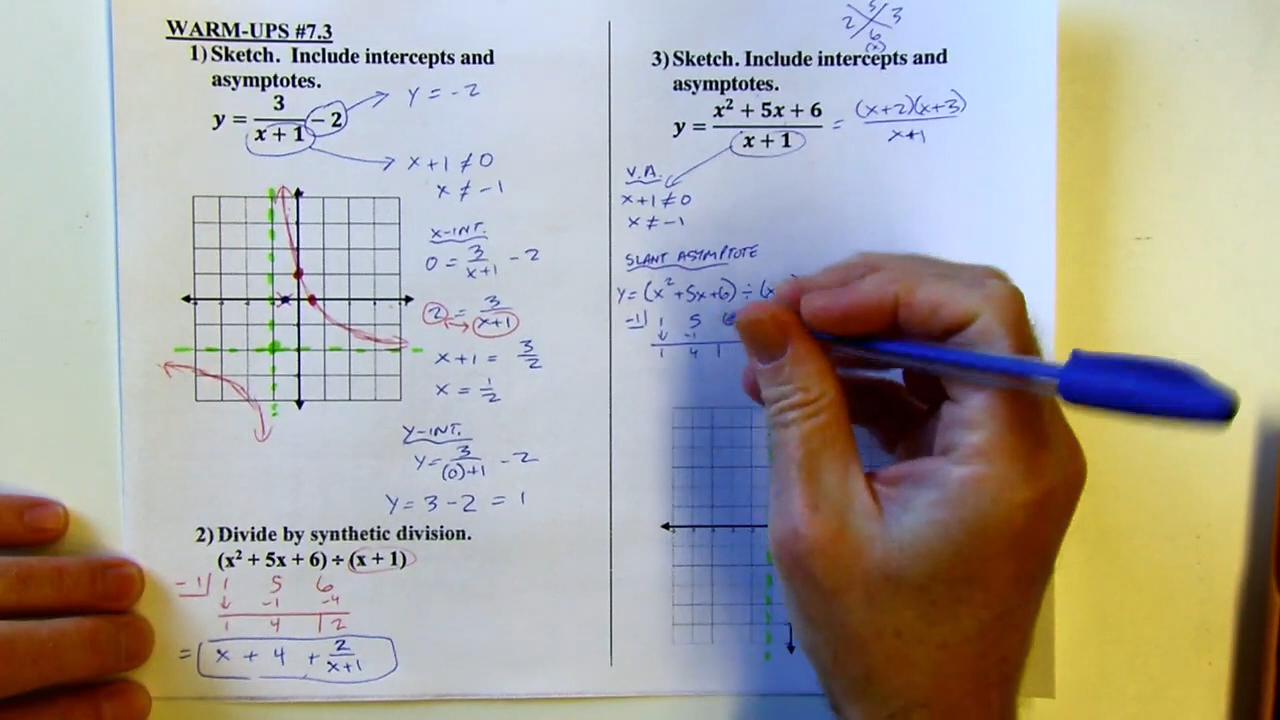 WARM-UPS #7.3
1) Sketch. Include intercepts and
asymptotes.
y = 3/(x + 1) − 2
y = -2
x+1 ≠ 0
x ≠ -1
X-INT.
0 = 3/(x+1) - 2
2 = 3/(x+1)
x+1 = 3/2
x = 1/2
Y-INT.
y = 3/((0)+1) - 2
y = 3 - 2 = 1
2) Divide by synthetic division.
(x² + 5x + 6) ÷ (x + 1)
-1 | 1 5 6
↓ -1 -4
1 4 | 2
= x + 4 + 2/(x+1)
5
2 3
6
(x)
3) Sketch. Include intercepts and
asymptotes.
y = (x² + 5x + 6)/(x + 1) = (x+2)(x+3)/(x+1)
V.A.
x+1 ≠ 0
x ≠ -1
SLANT ASYMPTOTE
y = (x² + 5x + 6) ÷ (x
-1 | 1 5
↓ -1
1 4 |